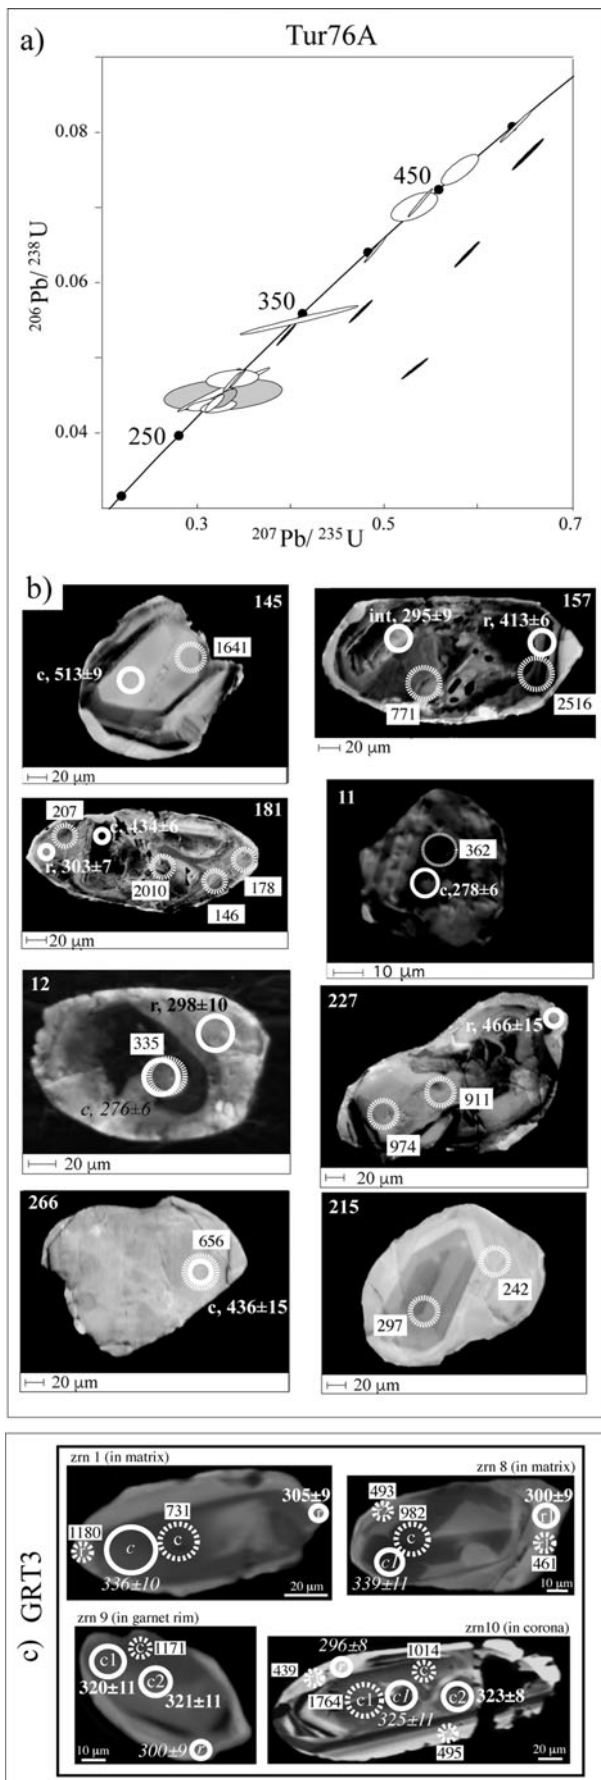 a) Tur76A
0.08
450
206Pb/ 238U
0.06
350
250
0.04
0.3 0.5 0.7
207Pb/ 235U
b)
145
1641
c, 513±9
20 µm
157
int, 295±9
r, 413±6
771
2516
20 µm
181
207
c, 434±6
r, 303±7
2010
178
146
20 µm
11
362
c,278±6
10 µm
12
r, 298±10
335
c, 276±6
20 µm
227
r, 466±15
911
974
20 µm
266
656
c, 436±15
20 µm
215
242
297
20 µm
c) GRT3
zrn 1 (in matrix)
731
305±9
1180
r
c
c
r
336±10
20 µm
zrn 8 (in matrix)
493
982
300±9
c
r1
c1
461
339±11
10 µm
zrn 9 (in garnet rim)
c
1171
c1
c2
320±11
321±11
300±9
r
10 µm
zrn10 (in corona)
296±8
1014
439
r
c
1764
c1
c1
c2
323±8
325±11
495
20 µm